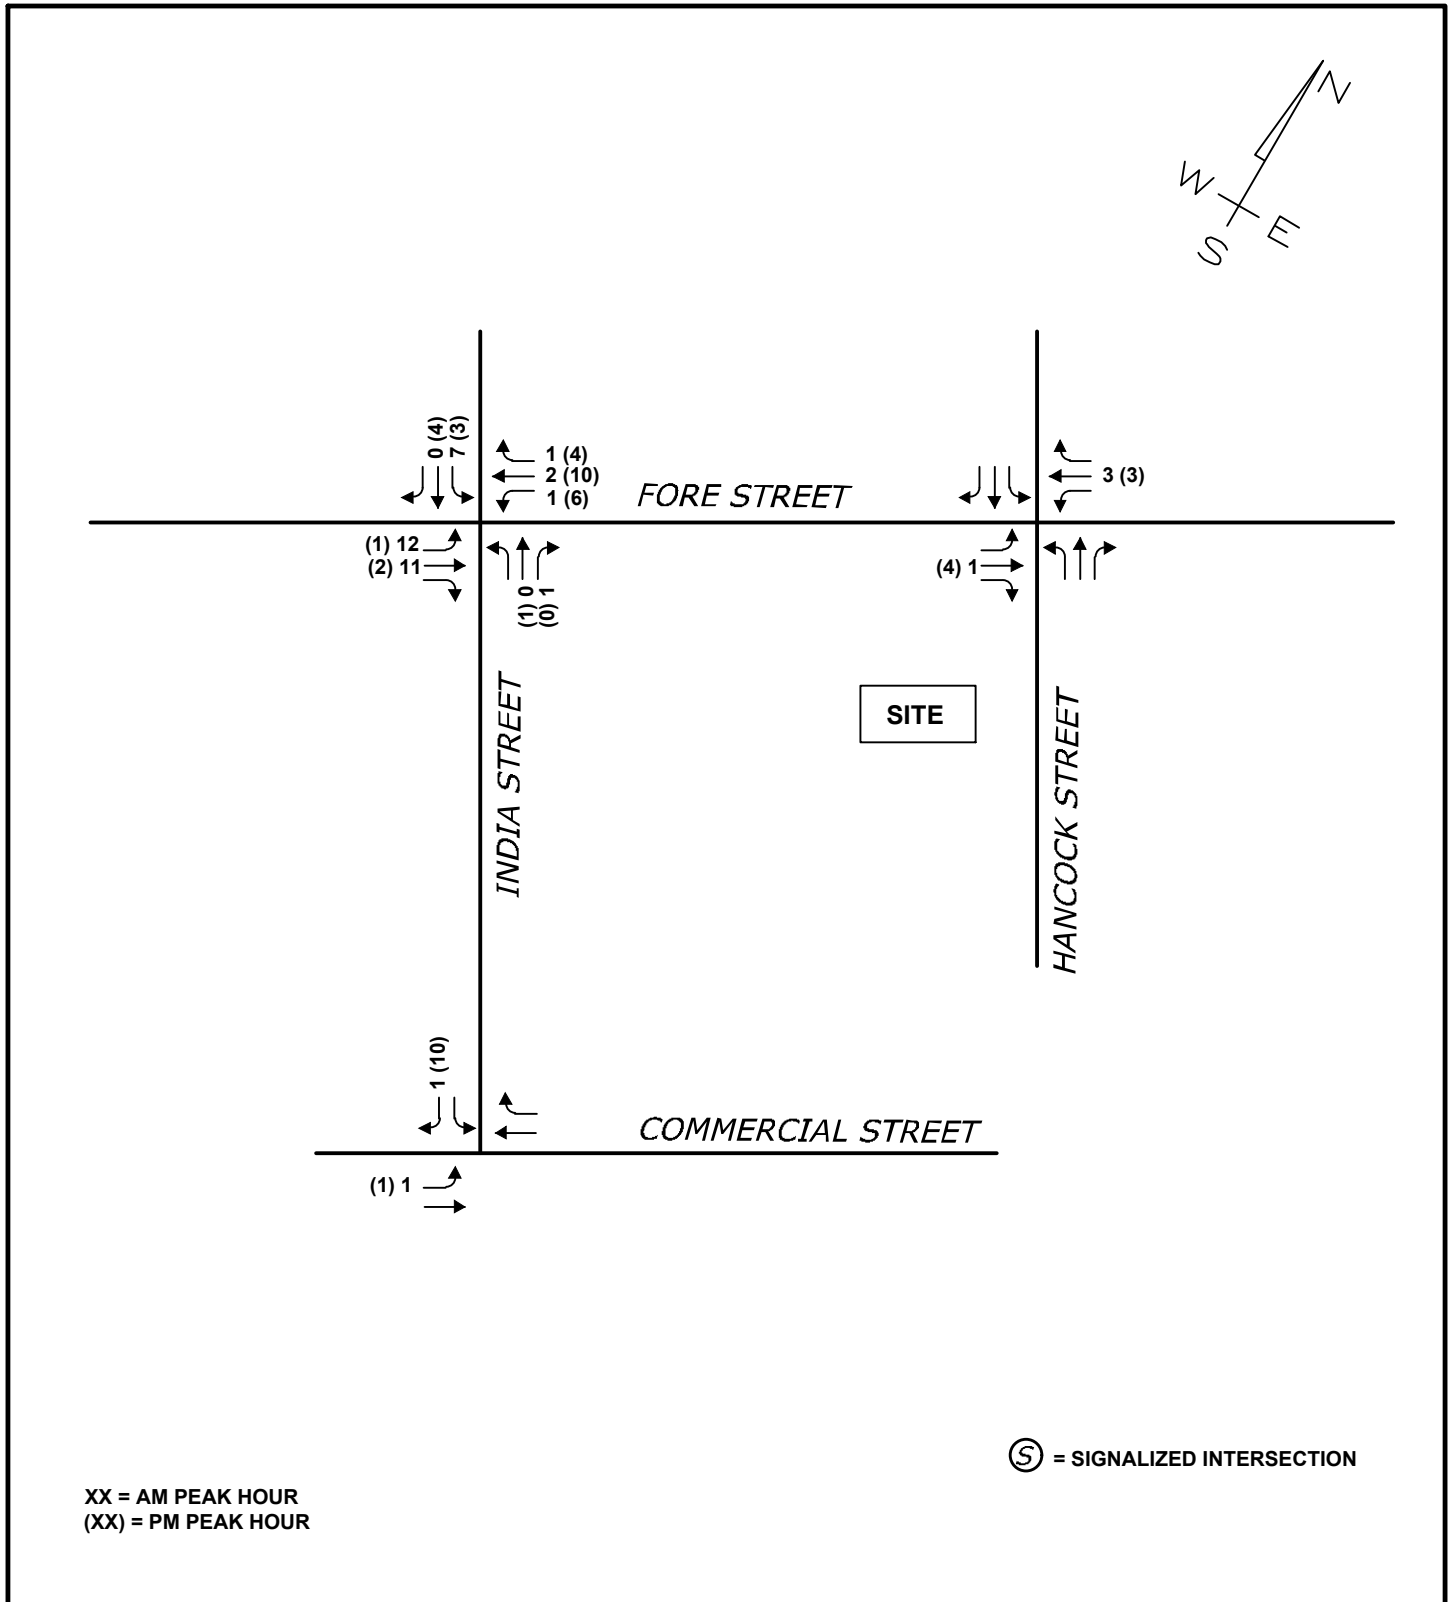 N
W
E
S
0 (4)
7 (3)
1 (4)
2 (10)
1 (6)
FORE STREET
3 (3)
(1) 12
(2) 11
(1) 0
(0) 1
(4) 1
SITE
INDIA STREET
HANCOCK STREET
1 (10)
COMMERCIAL STREET
(1) 1
S = SIGNALIZED INTERSECTION
XX = AM PEAK HOUR
(XX) = PM PEAK HOUR